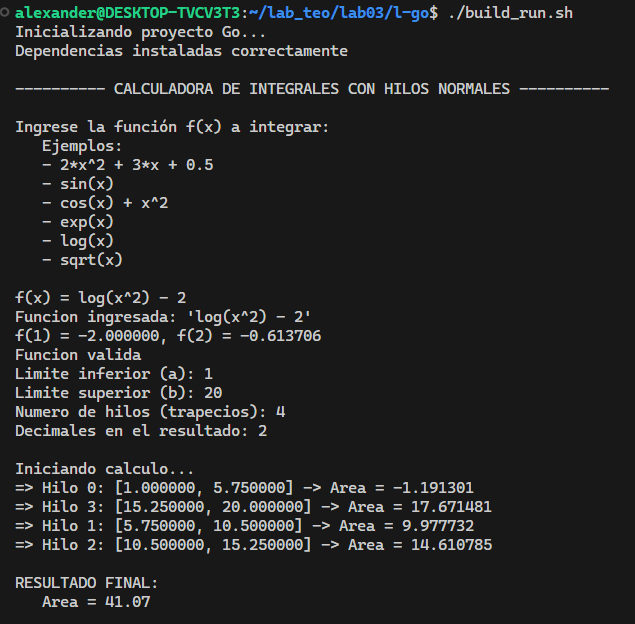 alexander@DESKTOP-TVCV3T3:~/lab_teo/lab03/l-go$ ./build_run.sh
Inicializando proyecto Go...
Dependencias instaladas correctamente
---------- CALCULADORA DE INTEGRALES CON HILOS NORMALES ----------
Ingrese la función f(x) a integrar:
Ejemplos:
- 2*x^2 + 3*x + 0.5
- sin(x)
- cos(x) + x^2
- exp(x)
- log(x)
- sqrt(x)
f(x) = log(x^2) - 2
Funcion ingresada: 'log(x^2) - 2'
f(1) = -2.000000, f(2) = -0.613706
Funcion valida
Limite inferior (a): 1
Limite superior (b): 20
Numero de hilos (trapecios): 4
Decimales en el resultado: 2
Iniciando calculo...
=> Hilo 0: [1.000000, 5.750000] -> Area = -1.191301
=> Hilo 3: [15.250000, 20.000000] -> Area = 17.671481
=> Hilo 1: [5.750000, 10.500000] -> Area = 9.977732
=> Hilo 2: [10.500000, 15.250000] -> Area = 14.610785
RESULTADO FINAL:
Area = 41.07